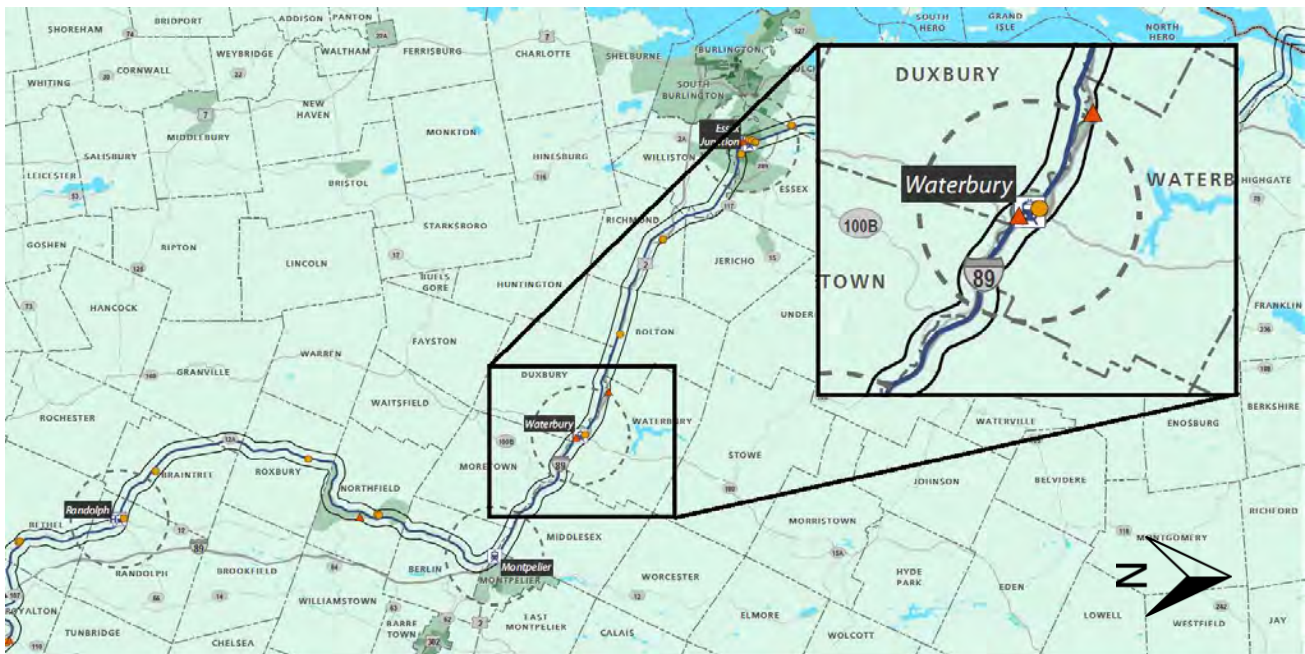 SHOREHAM
BRIDPORT
ADDISON
PANTON
WALTHAM
FERRISBURG
CHARLOTTE
SHELBURNE
BURLINGTON
SOUTH
HERO
GRAND
ISLE
NORTH
HERO
WHITING
CORNWALL
WEYBRIDGE
NEW
HAVEN
MIDDLEBURY
SALISBURY
LEICESTER
MONKTON
HINESBURG
SOUTH
BURLINGTON
WILLISTON
Essex
Junction
ESSEX
BRISTOL
STARKSBORO
RICHMOND
JERICHO
GOSHEN
RIPTON
LINCOLN
BUELS
GORE
HUNTINGTON
UNDER
HANCOCK
BOLTON
FAYSTON
WARREN
GRANVILLE
WAITSFIELD
DUXBURY
Waterbury
WATERBURY
100B
89
MORETOWN
STOWE
ROCHESTER
12A
ROXBURY
BRAINTREE
NORTHFIELD
Randolph
BETHEL
RANDOLPH
89
BROOKFIELD
BERLIN
Montpelier
MONTPELIER
MIDDLESEX
WORCESTER
ROYALTON
TUNBRIDGE
CHELSEA
WILLIAMSTOWN
BARRE
TOWN
302
EAST
MONTPELIER
CALAIS
ELMORE
WOLCOTT
MORRISTOWN
HYDE
PARK
EDEN
JOHNSON
BELVIDERE
WATERVILLE
ENOSBURG
BERKSHIRE
FRANKLIN
HIGHGATE
RICHFORD
MONTGOMERY
LOWELL
WESTFIELD
JAY
DUXBURY
Waterbury
WATERB
100B
TOWN
89
N